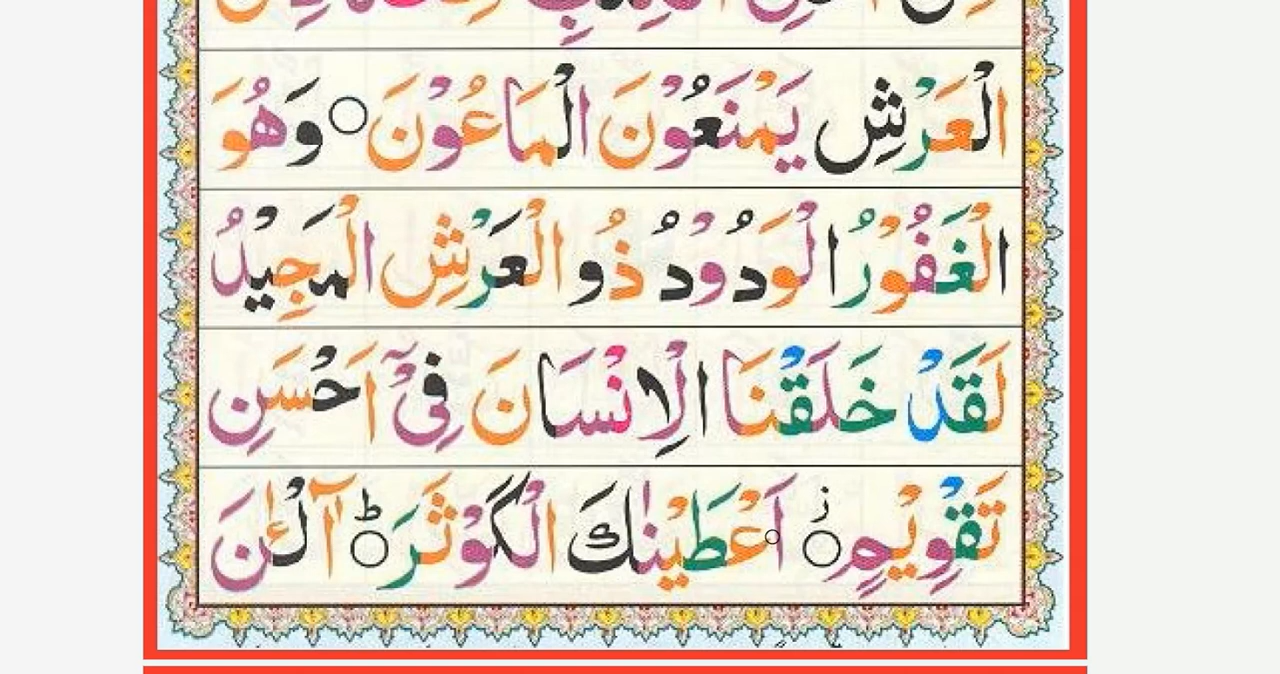 الْعَرْشِ يَمْنَعُوْنَ الْمَاعُوْنَ ○ وَهُوَ
الْغَفُوْرُ الْوَدُوْدُ ذُو الْعَرْشِ الْمَجِيْدُ
لَقَدْ خَلَقْنَا الْاِنْسَانَ فِیْۤ اَحْسَنِ
تَقْوِيْمٍ ○ز اَعْطَيْنٰكَ الْكَوْثَرَ ○ؕ آلْئٰنَ